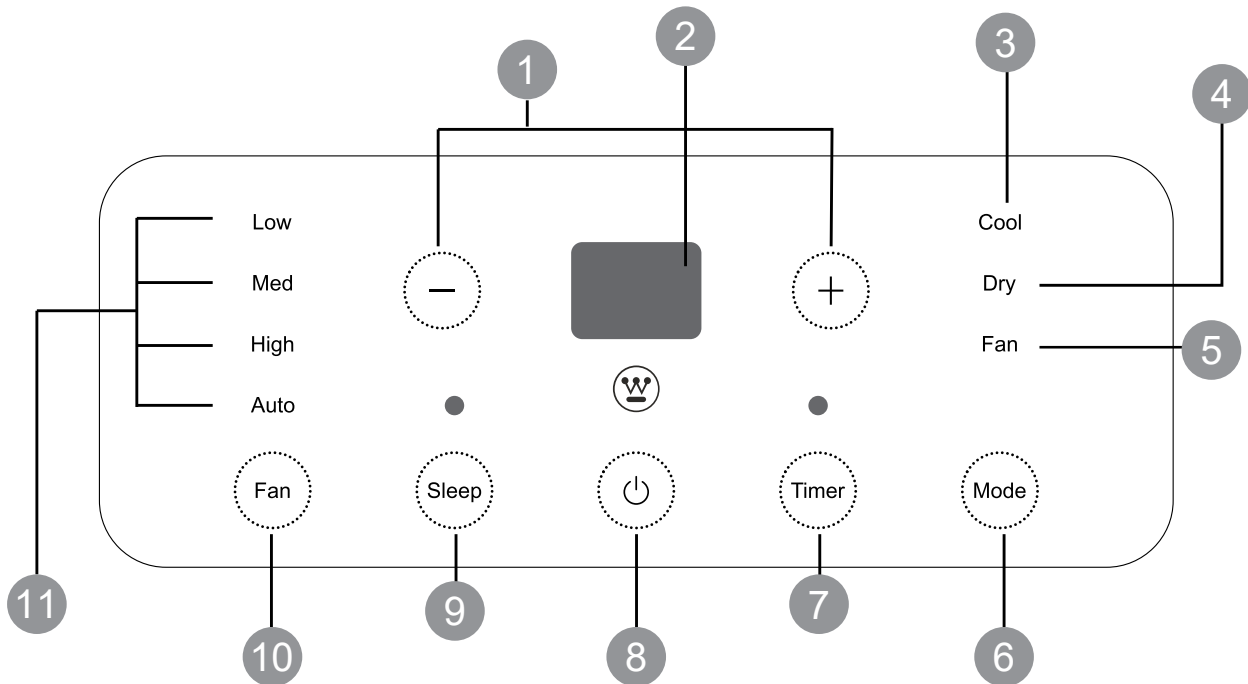 1
2
3
4
Low
Cool
Med
−
+
Dry
High
Fan
5
Auto
Fan
Sleep
Timer
Mode
11
9
7
10
8
6